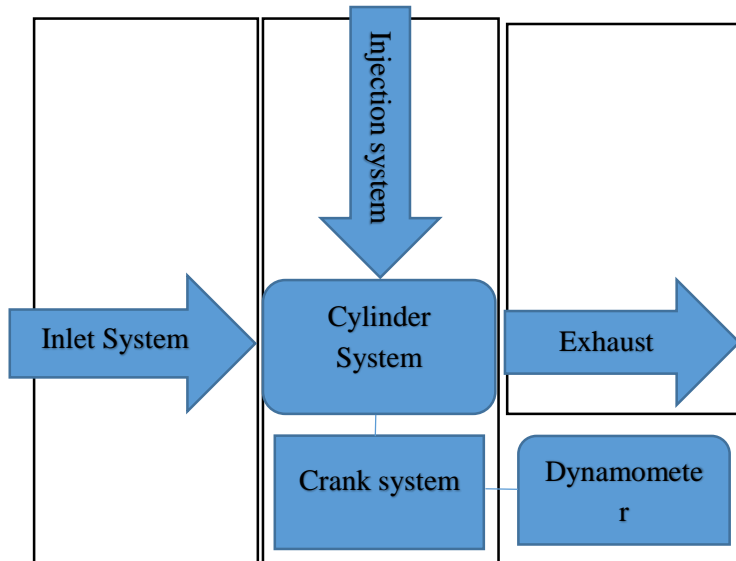 Injection system
Inlet System
Cylinder
System
Exhaust
Crank system
Dynamomete
r